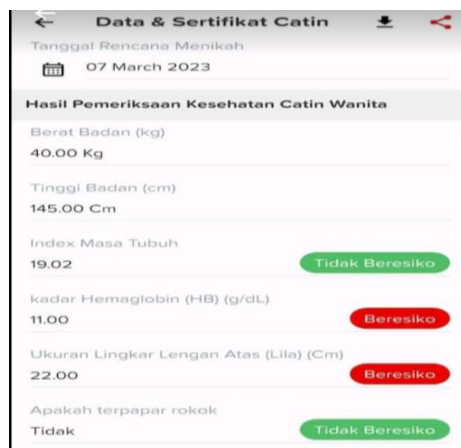 Data & Sertifikat Catin
Tanggal Rencana Menikah
07 March 2023
Hasil Pemeriksaan Kesehatan Catin Wanita
Berat Badan (kg)
40.00 Kg
Tinggi Badan (cm)
145.00 Cm
Index Masa Tubuh
19.02 Tidak Beresiko
kadar Hemaglobin (HB) (g/dL)
11.00 Beresiko
Ukuran Lingkar Lengan Atas (Lila) (Cm)
22.00 Beresiko
Apakah terpapar rokok
Tidak Tidak Beresiko